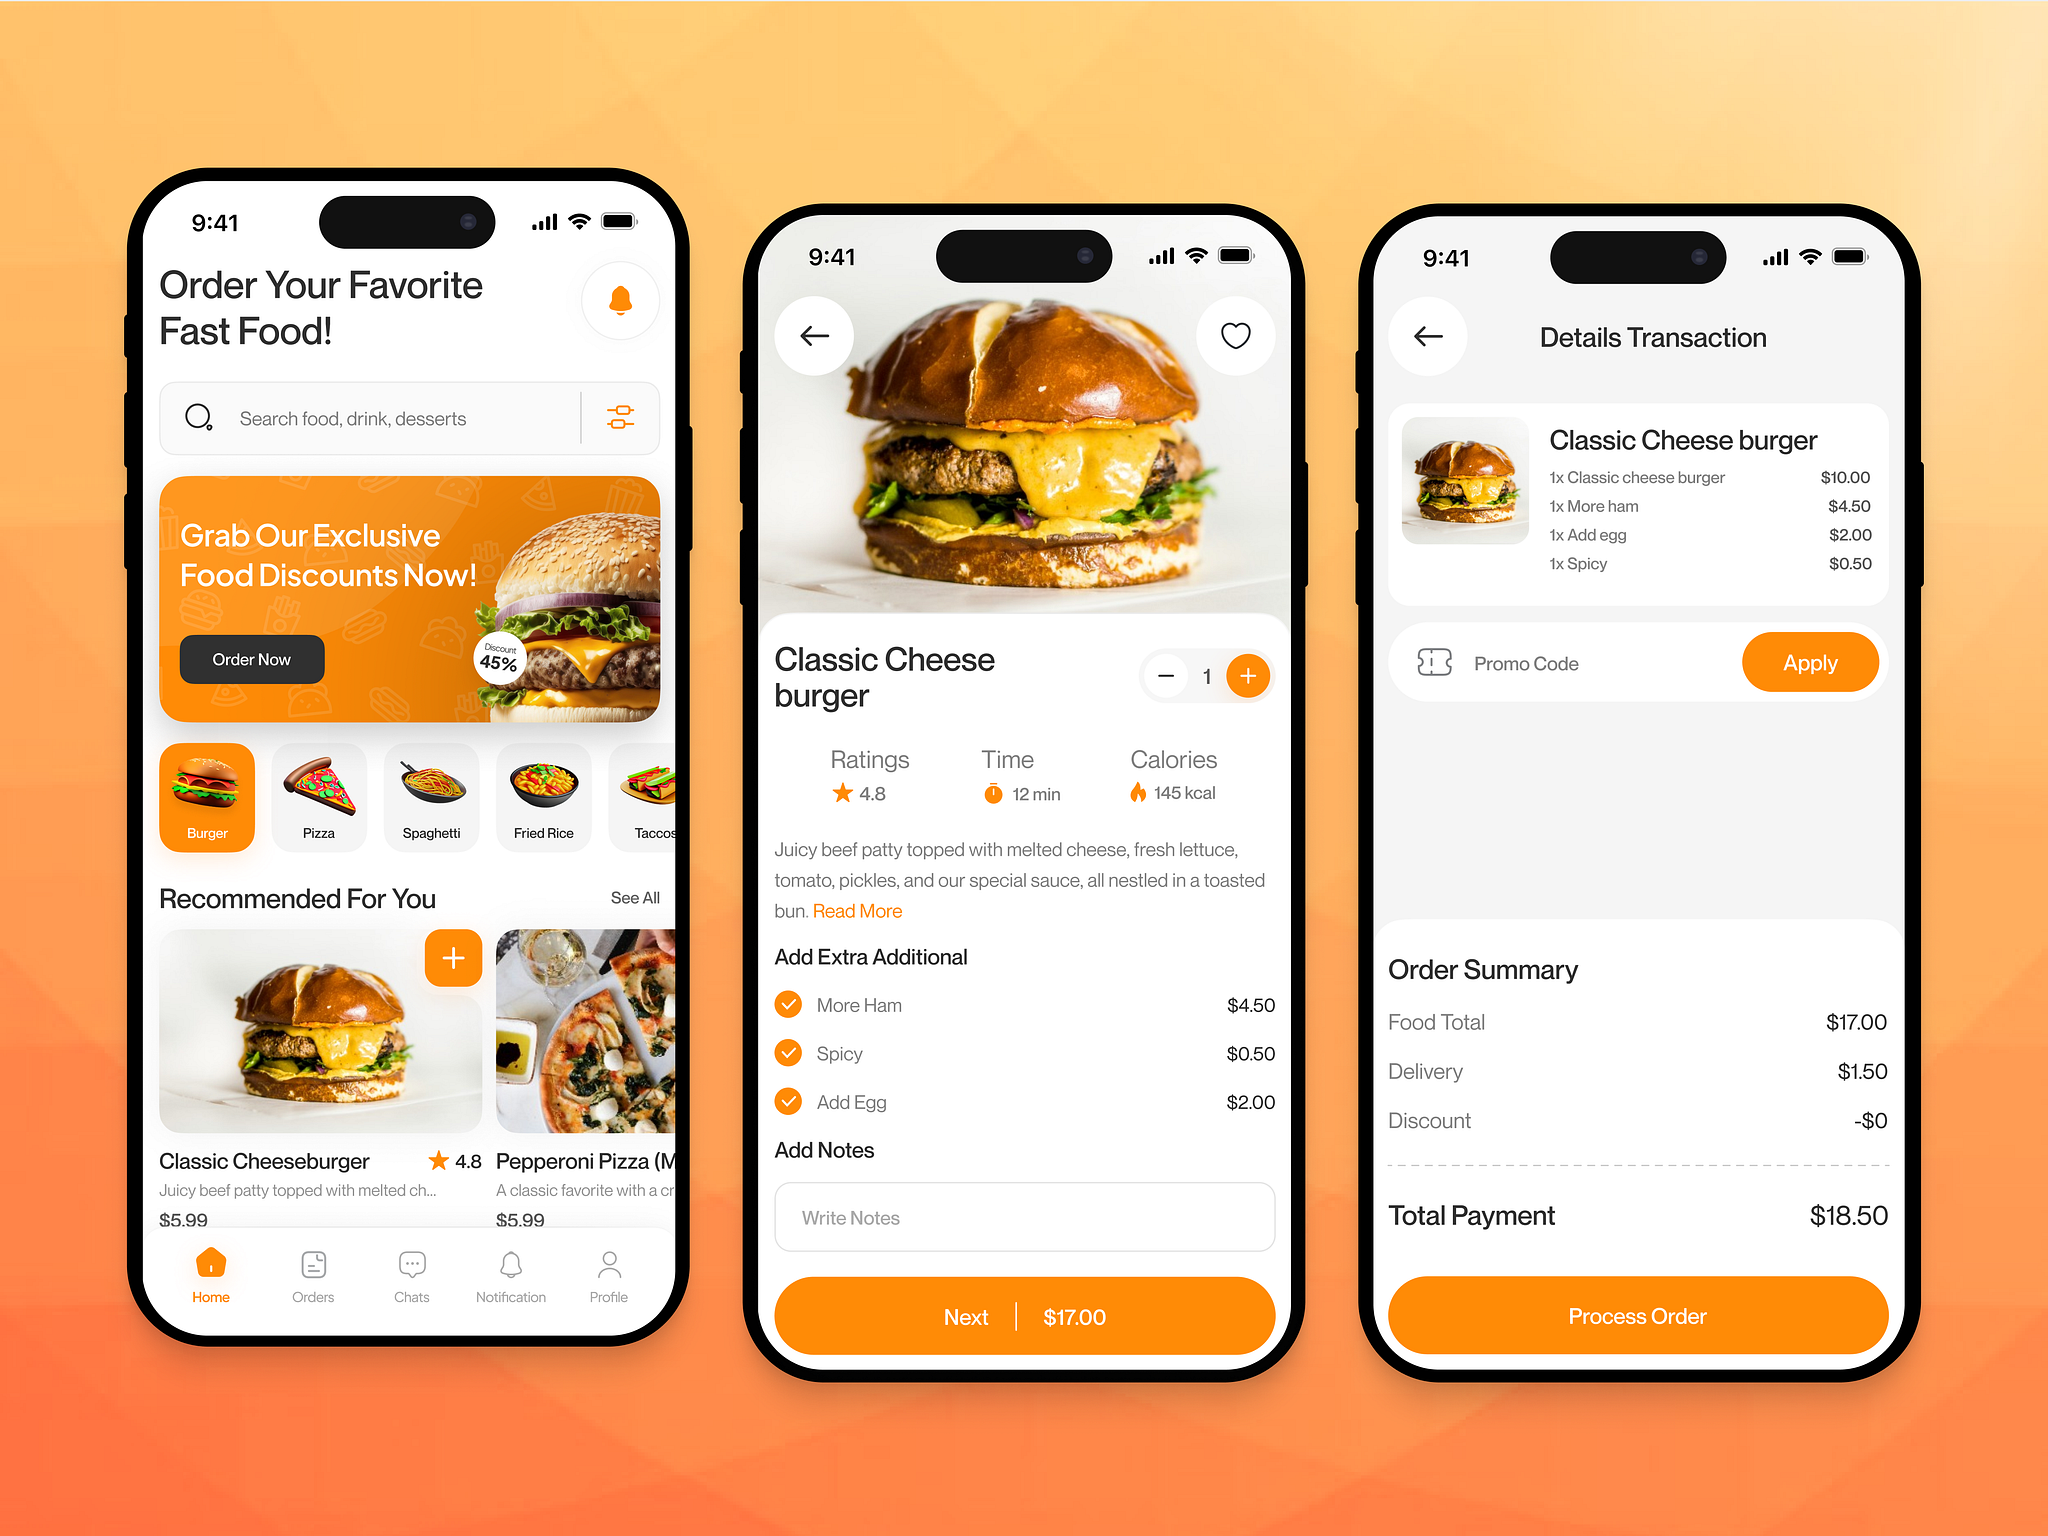 9:41
Order Your Favorite
Fast Food!
Search food, drink, desserts
Grab Our Exclusive
Food Discounts Now!
Order Now
Discount
45%
Burger
Pizza
Spaghetti
Fried Rice
Taccos
Recommended For You
See All
Classic Cheeseburger
4.8
Juicy beef patty topped with melted ch...
$5.99
Pepperoni Pizza (M
A classic favorite with a cr
$5.99
Home
Orders
Chats
Notification
Profile
9:41
Classic Cheese
burger
1
Ratings
Time
Calories
4.8
12 min
145 kcal
Juicy beef patty topped with melted cheese, fresh lettuce,
tomato, pickles, and our special sauce, all nestled in a toasted
bun. Read More
Add Extra Additional
More Ham $4.50
Spicy $0.50
Add Egg $2.00
Add Notes
Write Notes
Next $17.00
9:41
Details Transaction
Classic Cheese burger
1x Classic cheese burger $10.00
1x More ham $4.50
1x Add egg $2.00
1x Spicy $0.50
Promo Code
Apply
Order Summary
Food Total $17.00
Delivery $1.50
Discount -$0
Total Payment $18.50
Process Order